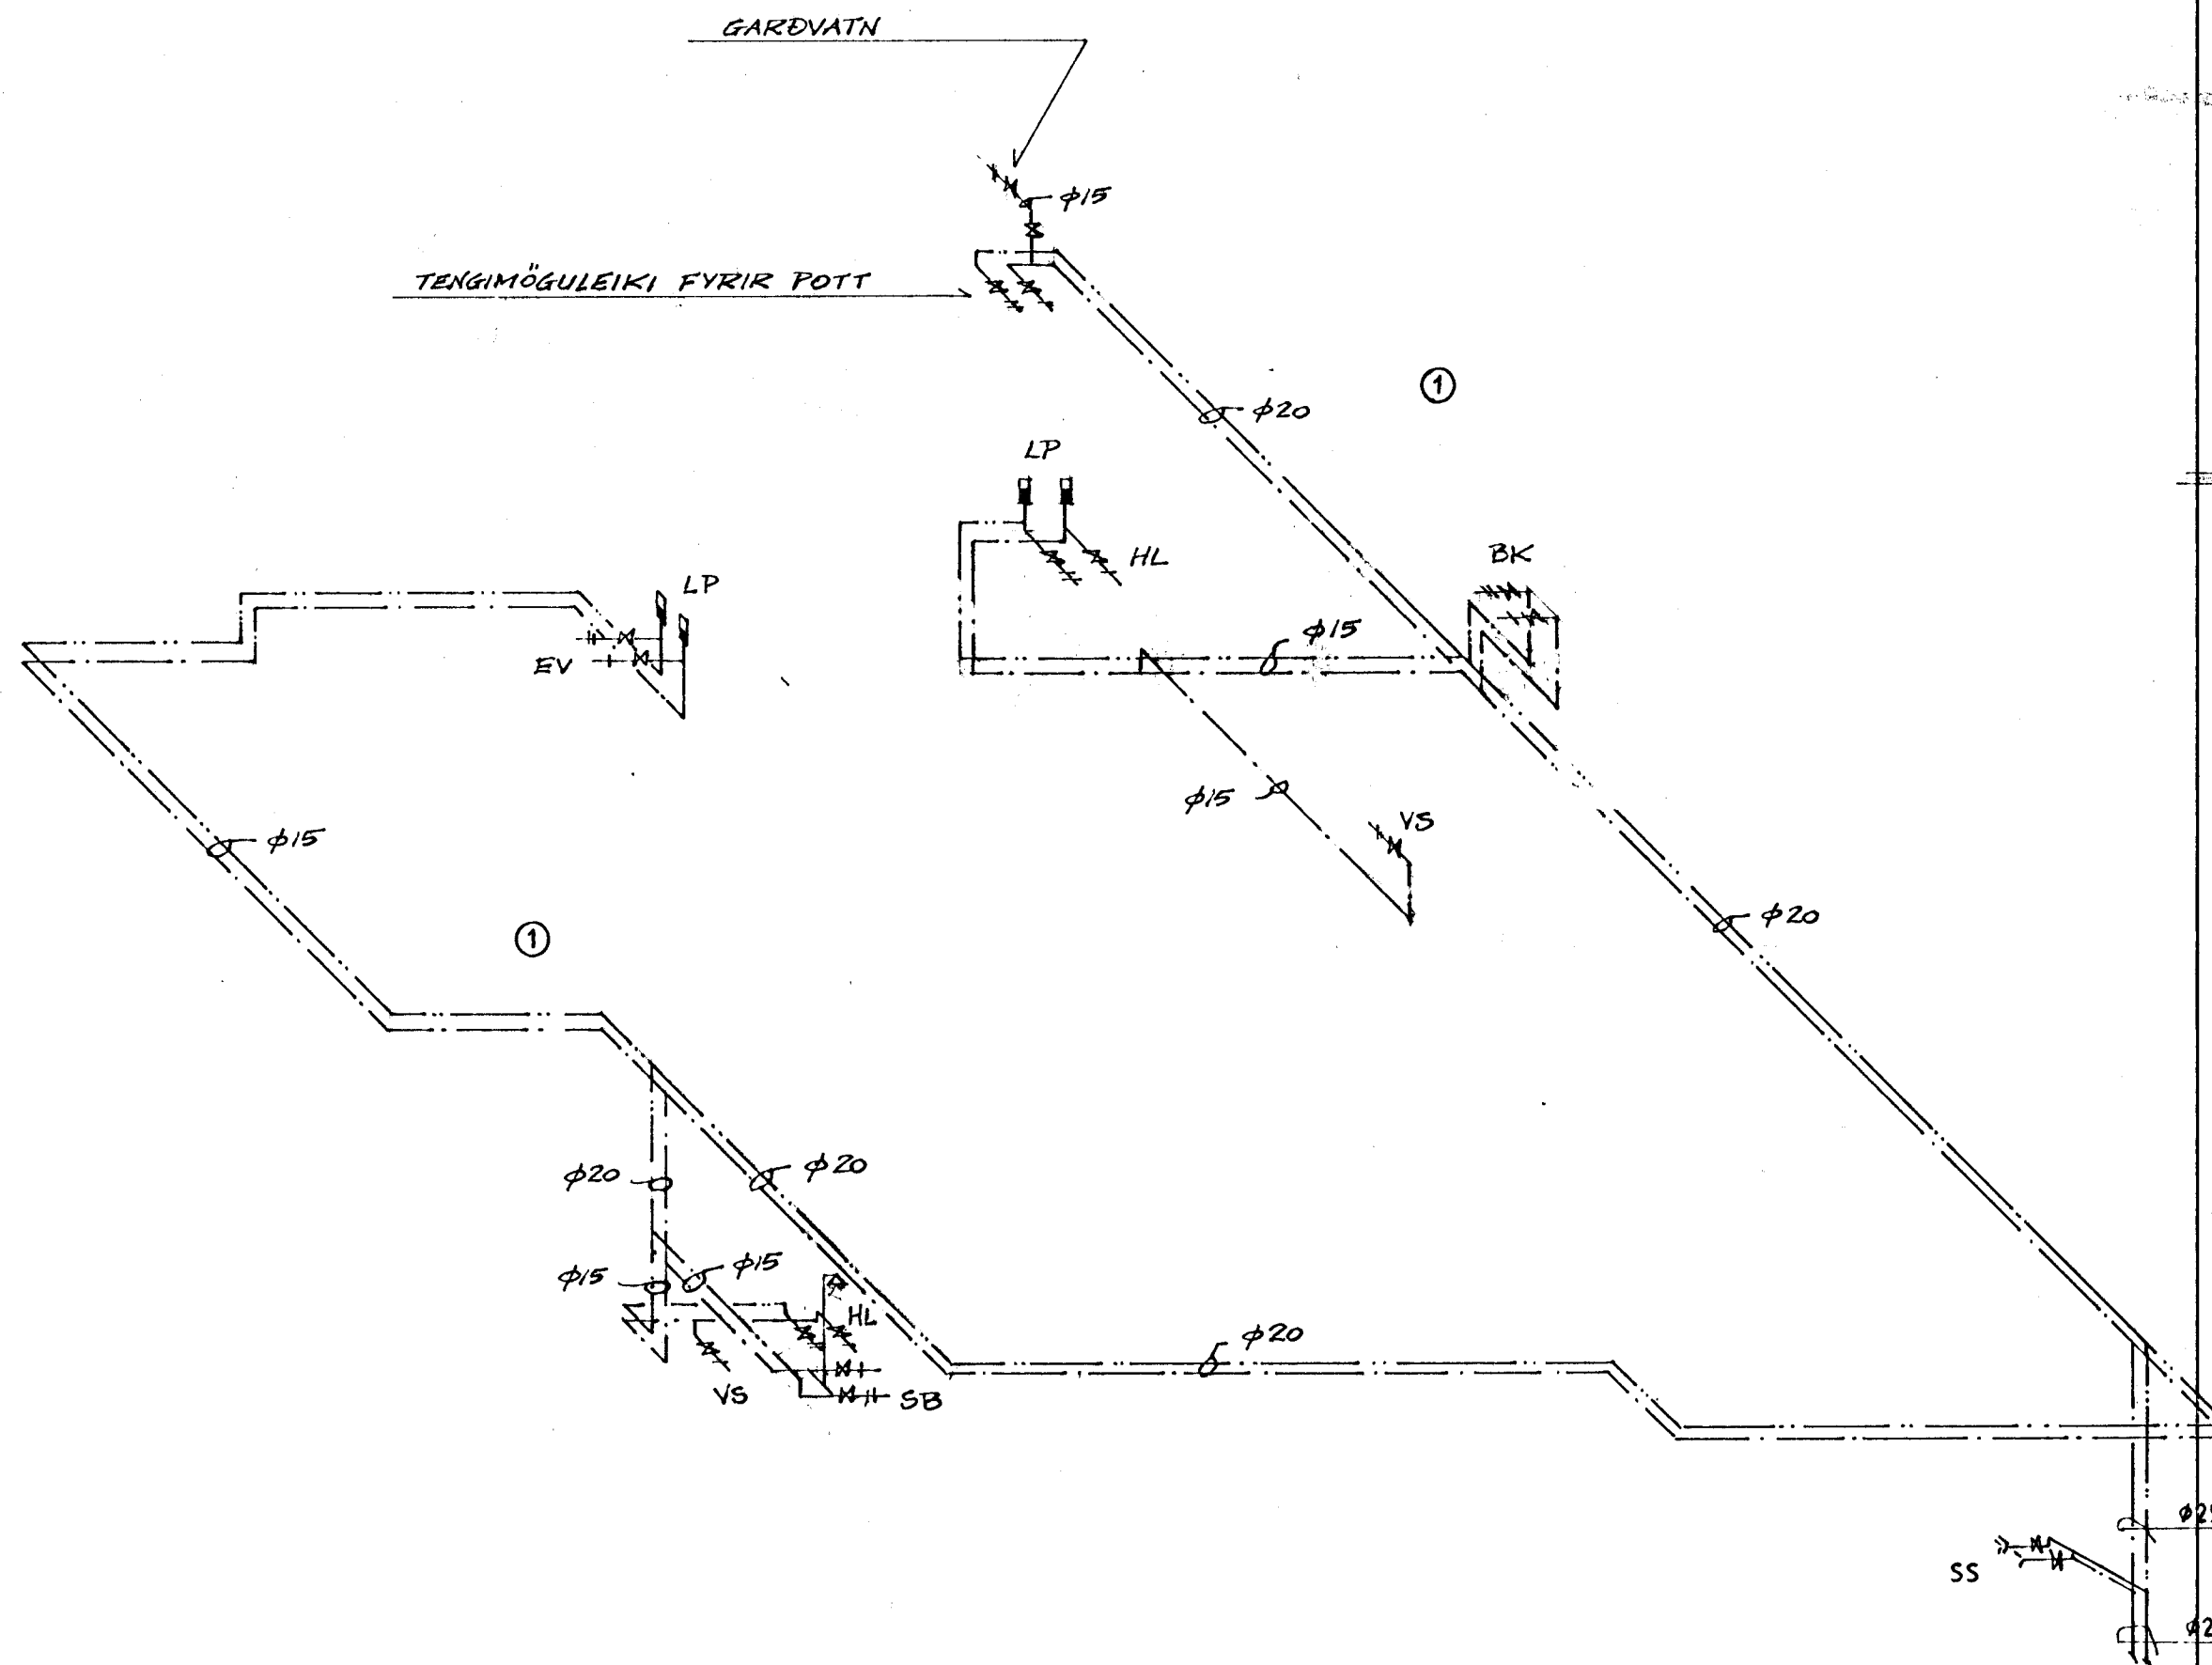 GARÐVATN
φ15
TENGIMÖGULEIKI FYRIR POTT
1
φ20
LP
HL
BK
LP
EV
φ15
φ15
VS
φ15
φ20
1
φ20
φ20
φ15
φ15
HL
φ20
VS
SB
SS